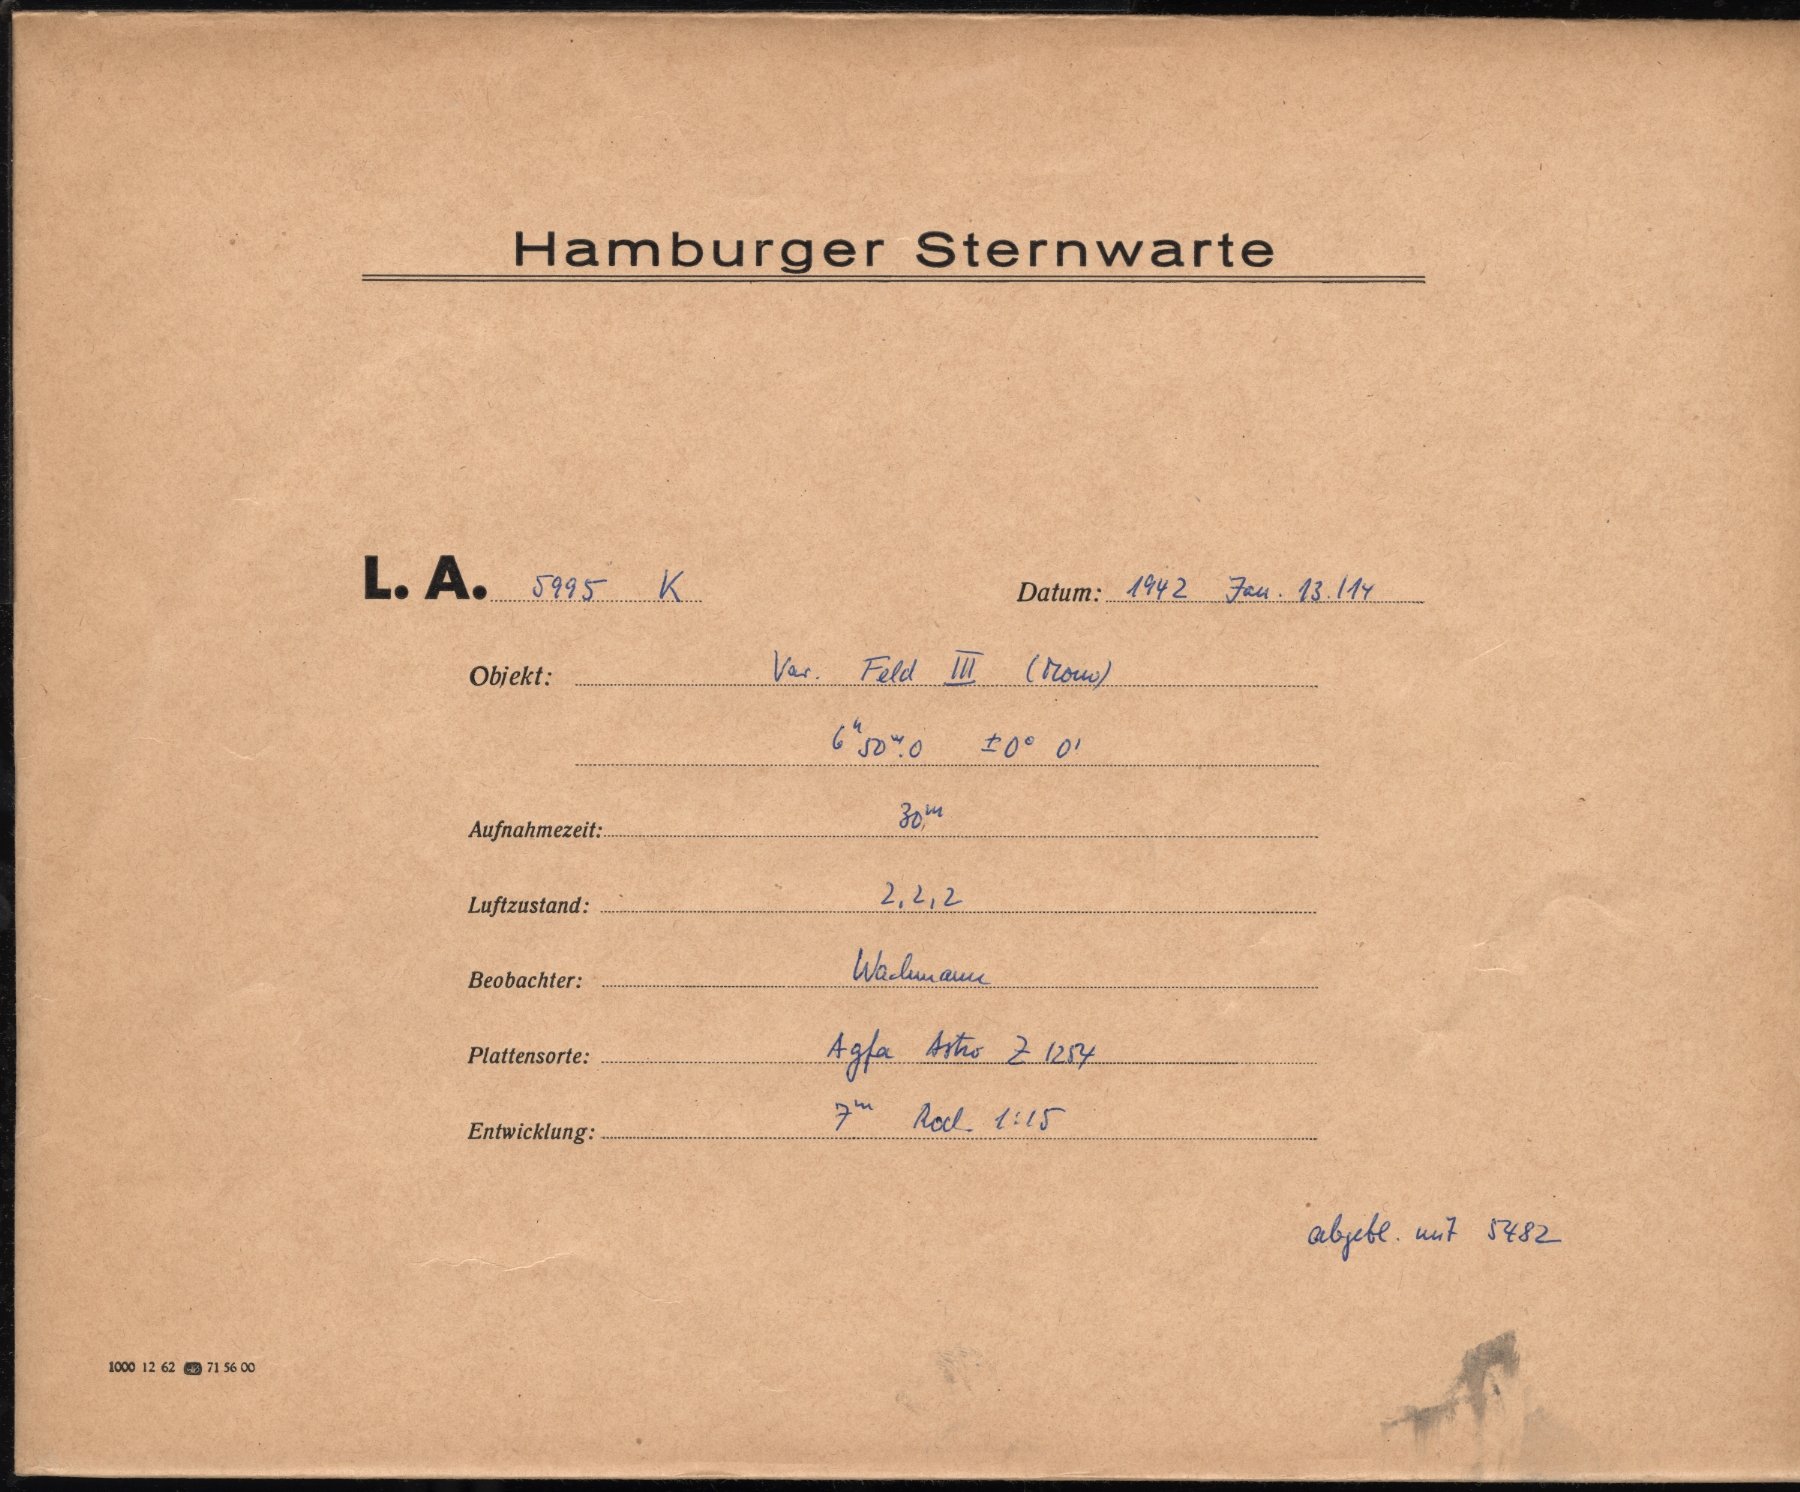 Hamburger Sternwarte
L. A. 5995 K Datum: 1942 Jan. 13./14
Objekt: Var. Feld III (Mono)
6ʰ 50ᵐ.0 ±0° 0'
Aufnahmezeit: 30ᵐ
Luftzustand: 2, 2, 2
Beobachter: Wachmann
Plattensorte: Agfa Astro Z 1254
Entwicklung: 7ᵐ Rod. 1:15
abgebl. mit 5482
1000 12 62 71 56 00